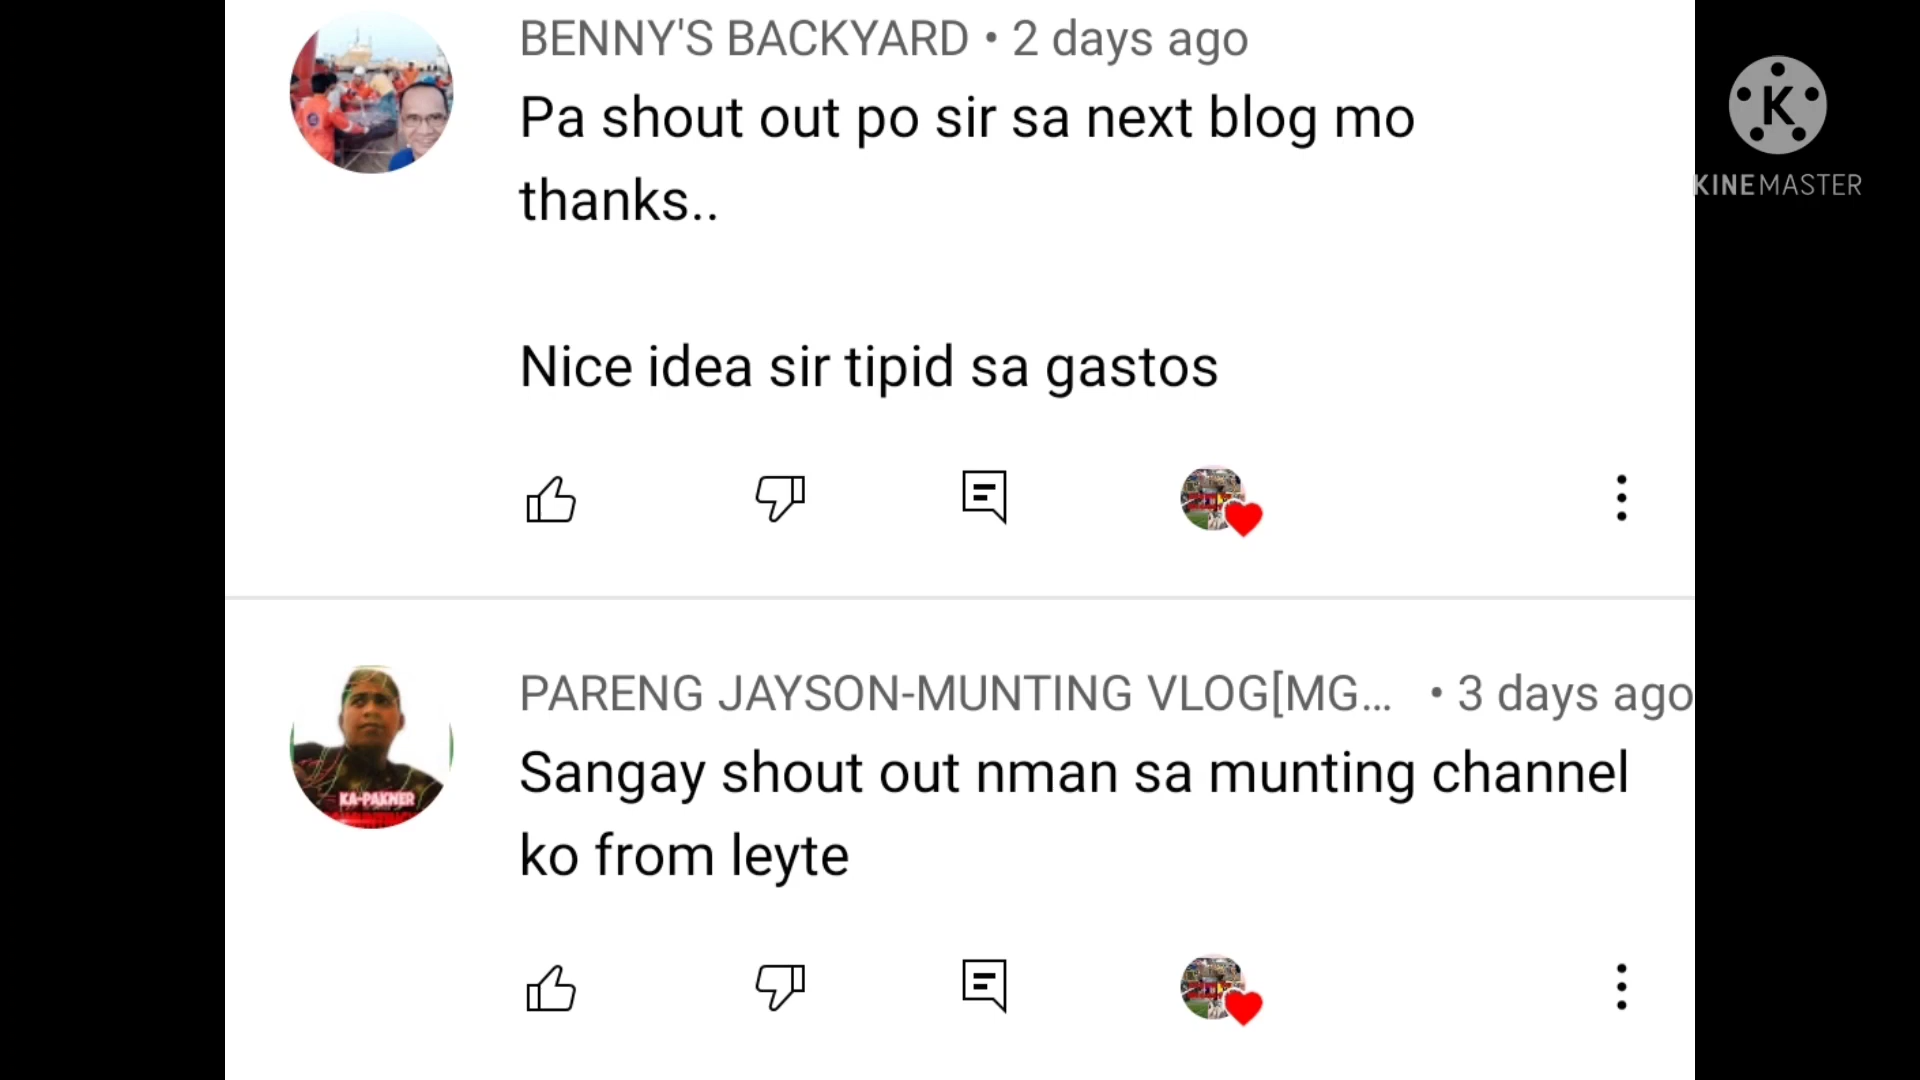 BENNY'S BACKYARD • 2 days ago
Pa shout out po sir sa next blog mo
thanks..
Nice idea sir tipid sa gastos
PARENG JAYSON-MUNTING VLOG[MG... • 3 days ago
KA-PAKNER
Sangay shout out nman sa munting channel
ko from leyte
K
KINEMASTER